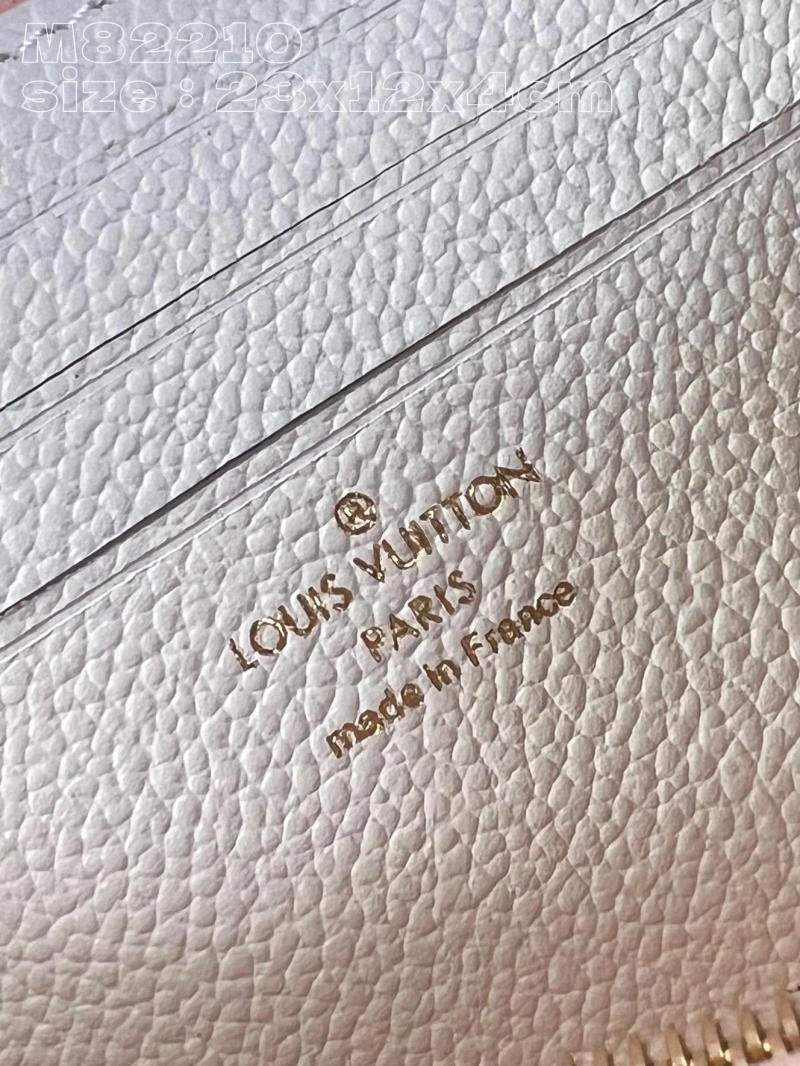 M82210
size : 23x12x4cm
®
LOUIS VUITTON
PARIS
made in France